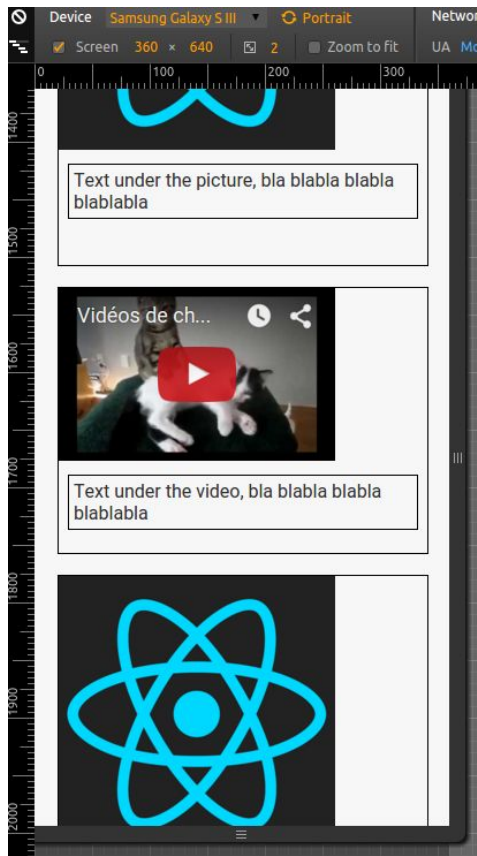 Device Samsung Galaxy S III ▼ Portrait Networ
Screen 360 × 640 2 Zoom to fit UA Mo
0 100 200 300
1400
Text under the picture, bla blabla blabla
blablabla
1500
Vidéos de ch...
1600
1700
Text under the video, bla blabla blabla
blablabla
1800
1900
2000